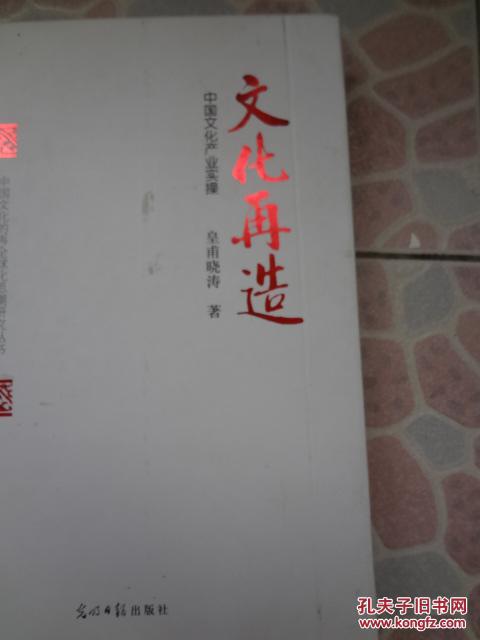 文化再造
中国文化产业实操
皇甫晓涛 著
光明日报出版社
孔夫子旧书网